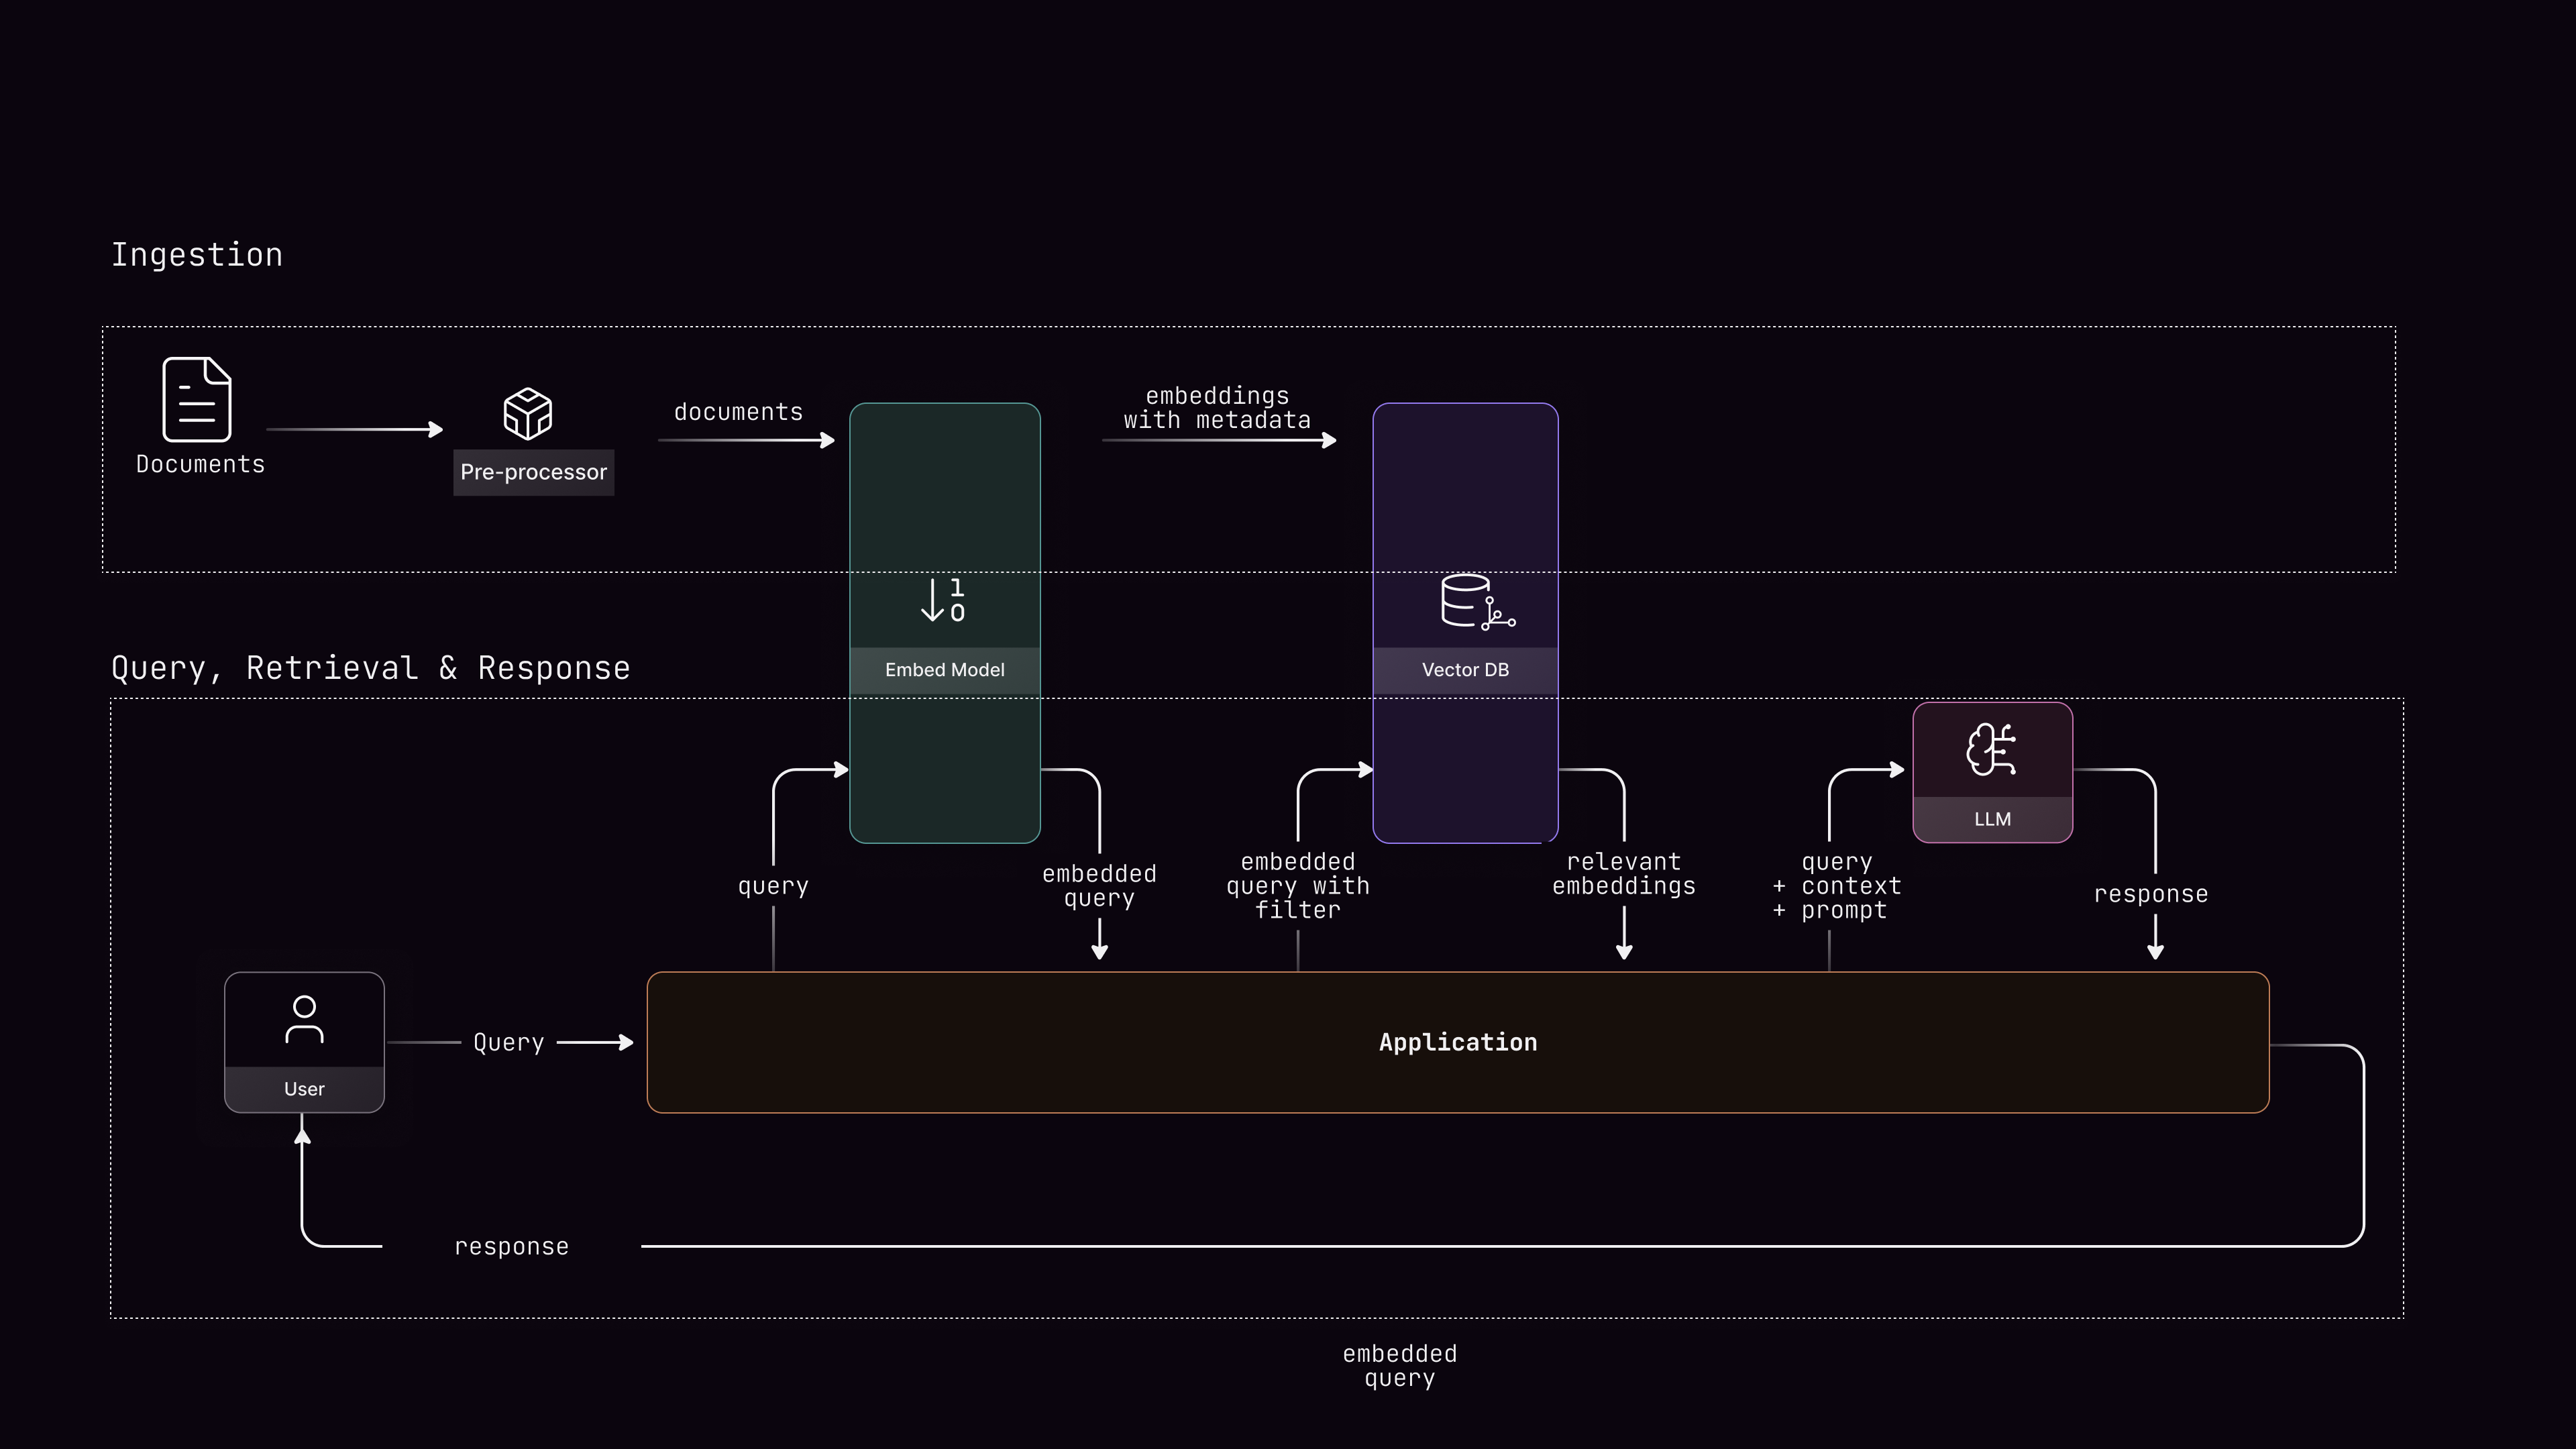 Ingestion
Documents
Pre-processor
documents
embeddings
with metadata
1
0
Embed Model
Vector DB
Query, Retrieval & Response
LLM
query
embedded
query
embedded
query with
filter
relevant
embeddings
query
+ context
+ prompt
response
User
Query
Application
response
embedded
query